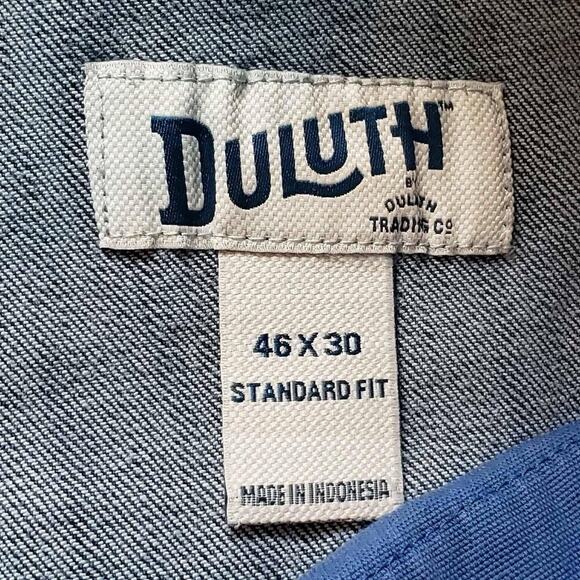 DULUTH™
BY
DULUTH
TRADING CO
46 X 30
STANDARD FIT
MADE IN INDONESIA